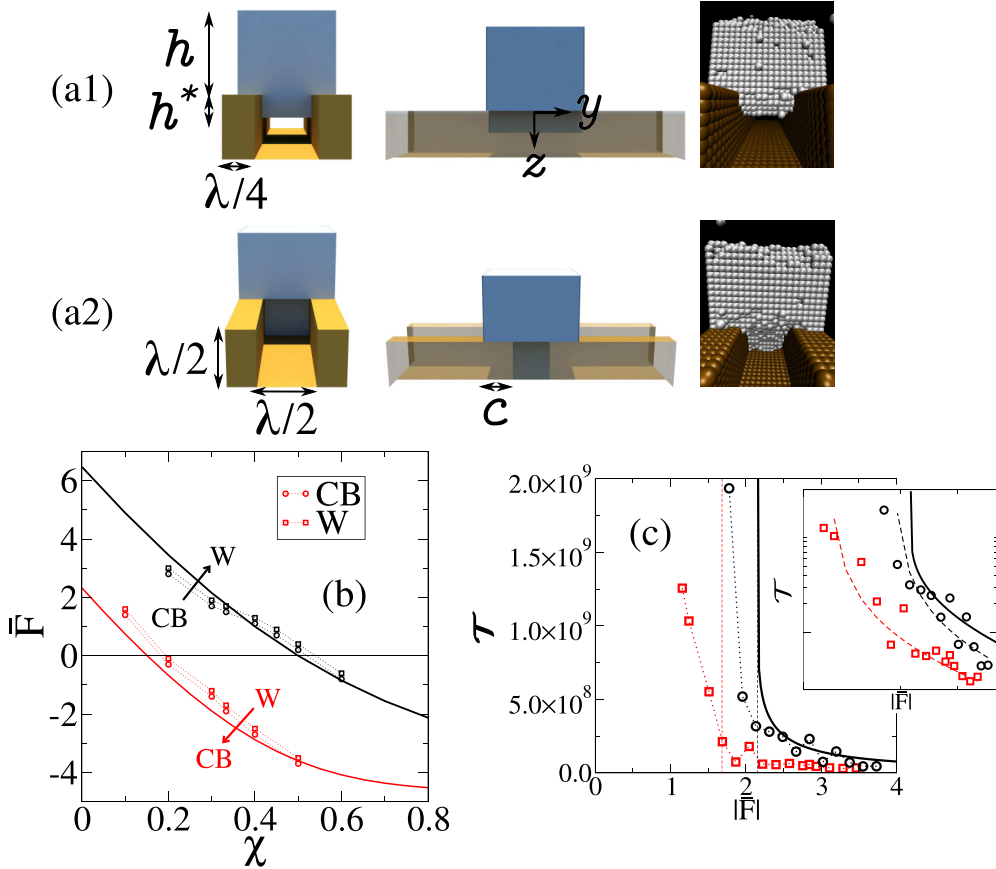 (a1)
h
h*
λ/4
y
z
(a2)
λ/2
λ/2
c
(b)
CB
W
W
CB
W
CB
F̄
6
4
2
0
-2
-4
0
0.2
0.4
0.6
0.8
χ
(c)
𝒯
2.0×10⁹
1.5×10⁹
1.0×10⁹
5.0×10⁸
0.0
0
1
2
3
4
|F̿|
𝒯
|F̿|